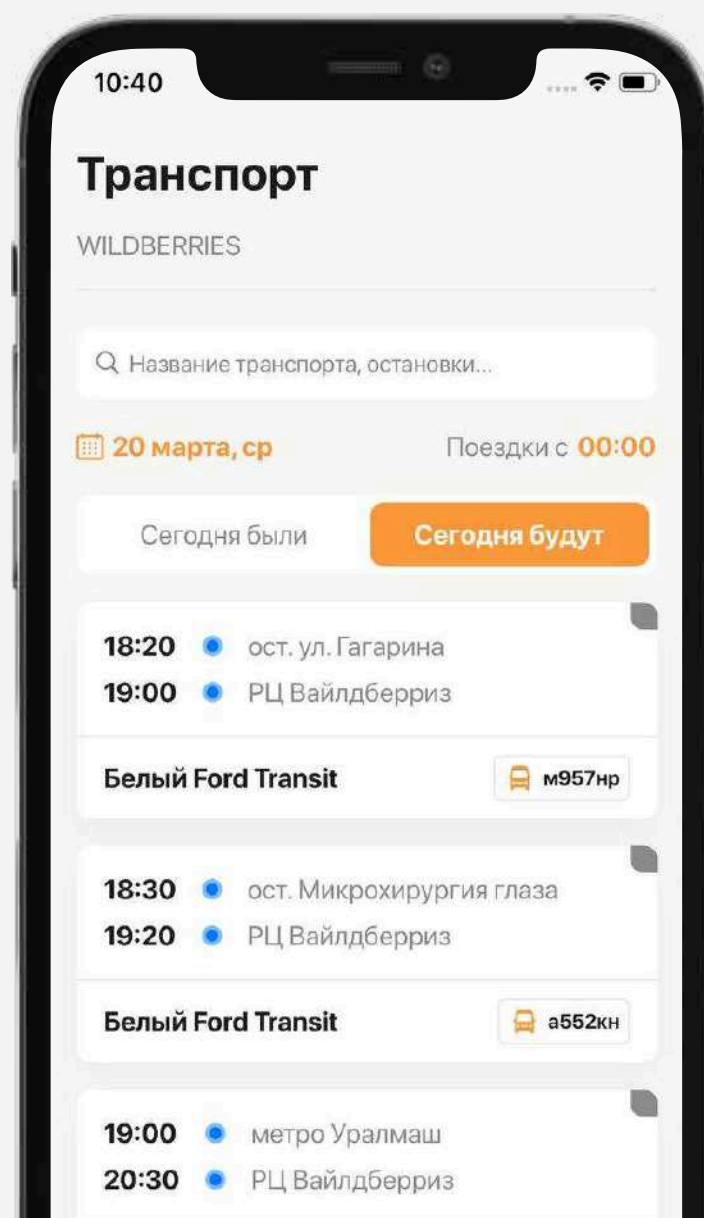 10:40
Транспорт
WILDBERRIES
Название транспорта, остановки...
20 марта, ср Поездки с 00:00
Сегодня были Сегодня будут
18:20 ост. ул. Гагарина
19:00 РЦ Вайлдберриз
Белый Ford Transit м957нр
18:30 ост. Микрохирургия глаза
19:20 РЦ Вайлдберриз
Белый Ford Transit а552кн
19:00 метро Уралмаш
20:30 РЦ Вайлдберриз